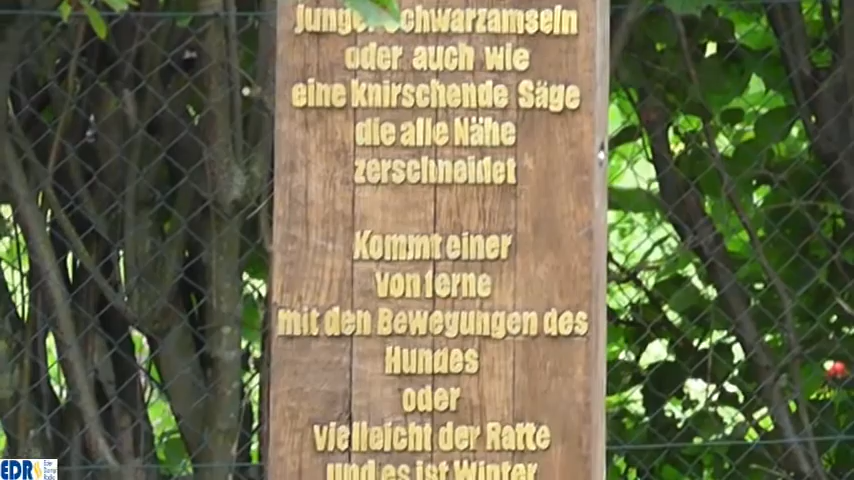 junger Schwarzamseln
oder auch wie
eine knirschende Säge
die alle Nähe
zerschneidet
Kommt einer
von ferne
mit den Bewegungen des
Hundes
oder
vielleicht der Ratte
und es ist Winter
EDR